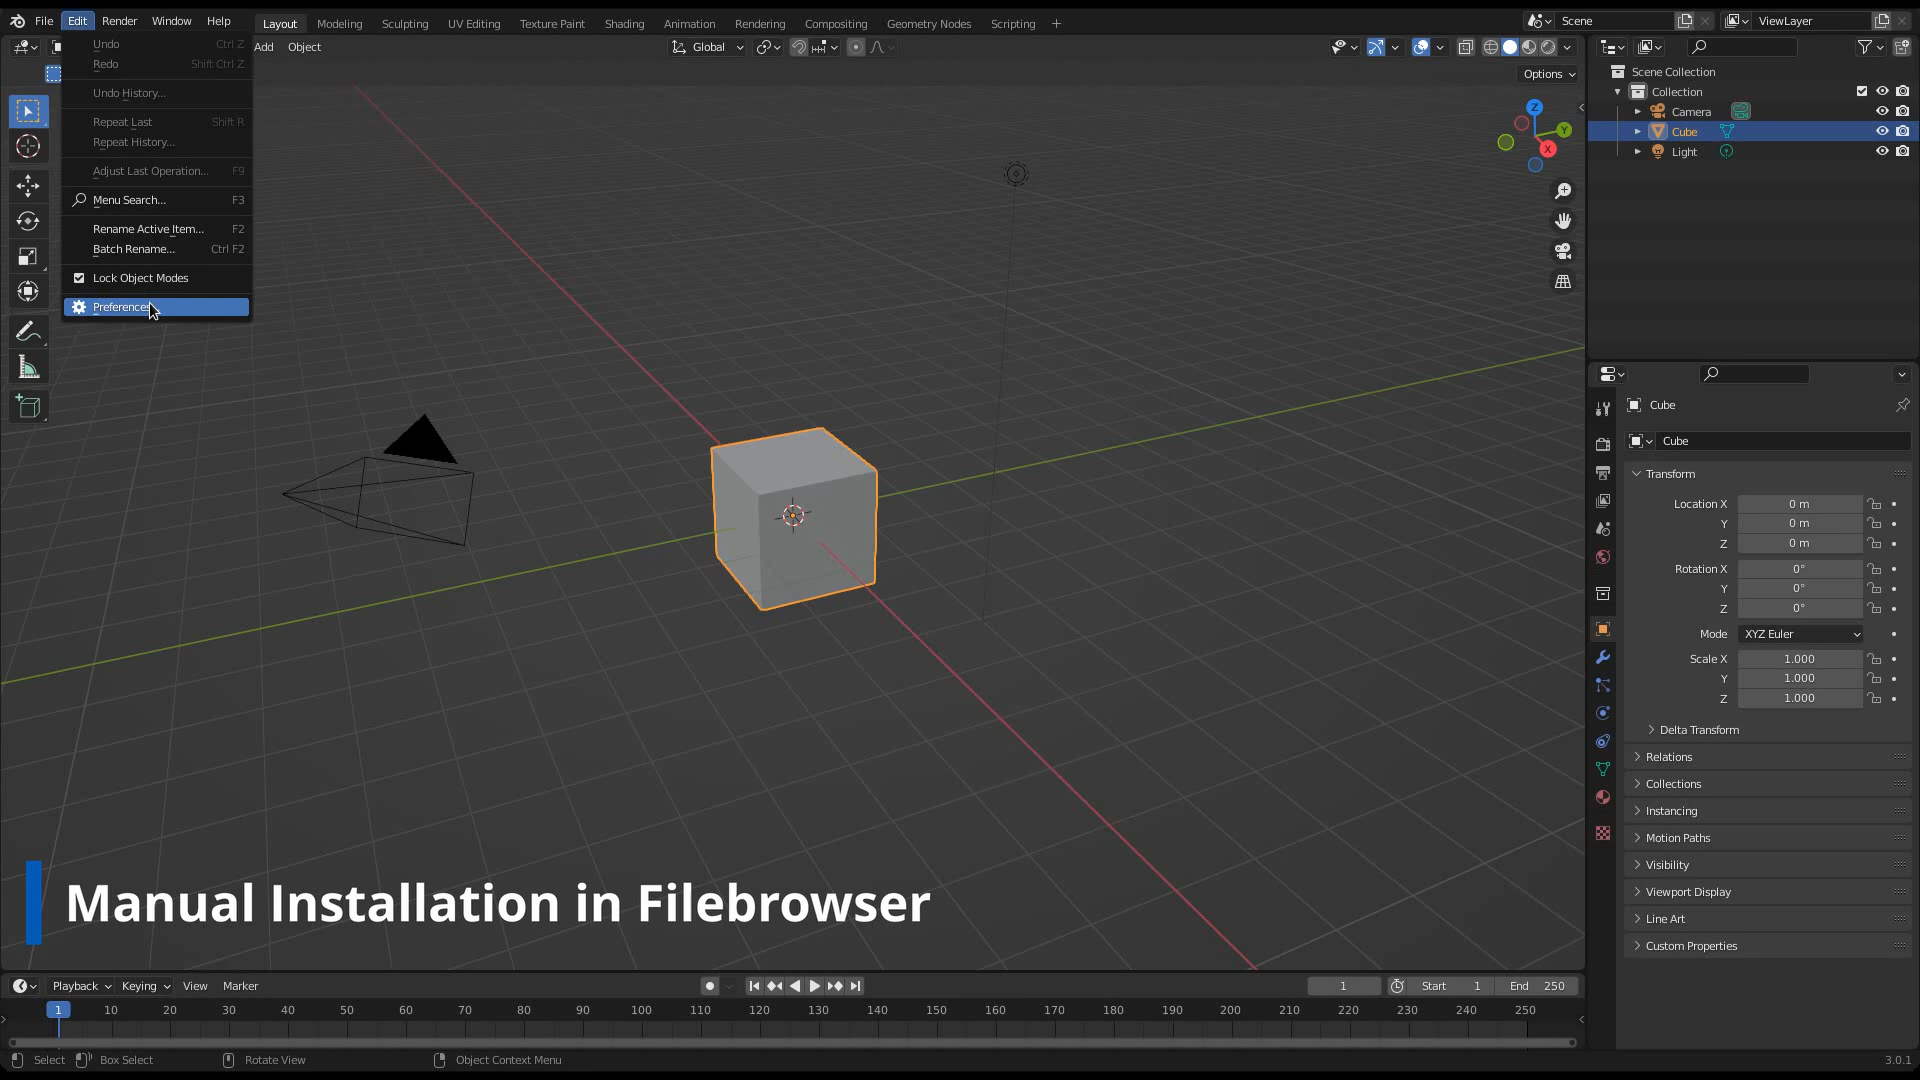 File Edit Render Window Help Layout Modeling Sculpting UV Editing Texture Paint Shading Animation Rendering Compositing Geometry Nodes Scripting + Scene ViewLayer
Add Object Global
Options
Undo Ctrl Z
Redo Shift Ctrl Z
Undo History...
Repeat Last Shift R
Repeat History...
Adjust Last Operation... F9
Menu Search... F3
Rename Active Item... F2
Batch Rename... Ctrl F2
Lock Object Modes
Preferences
Z
Y
X
Scene Collection
Collection
Camera
Cube
Light
Cube
Cube
Transform
Location X 0 m
Y 0 m
Z 0 m
Rotation X 0°
Y 0°
Z 0°
Mode XYZ Euler
Scale X 1.000
Y 1.000
Z 1.000
Delta Transform
Relations
Collections
Instancing
Motion Paths
Visibility
Viewport Display
Line Art
Custom Properties
Manual Installation in Filebrowser
Playback Keying View Marker 1 Start 1 End 250
1 10 20 30 40 50 60 70 80 90 100 110 120 130 140 150 160 170 180 190 200 210 220 230 240 250
Select Box Select Rotate View Object Context Menu 3.0.1